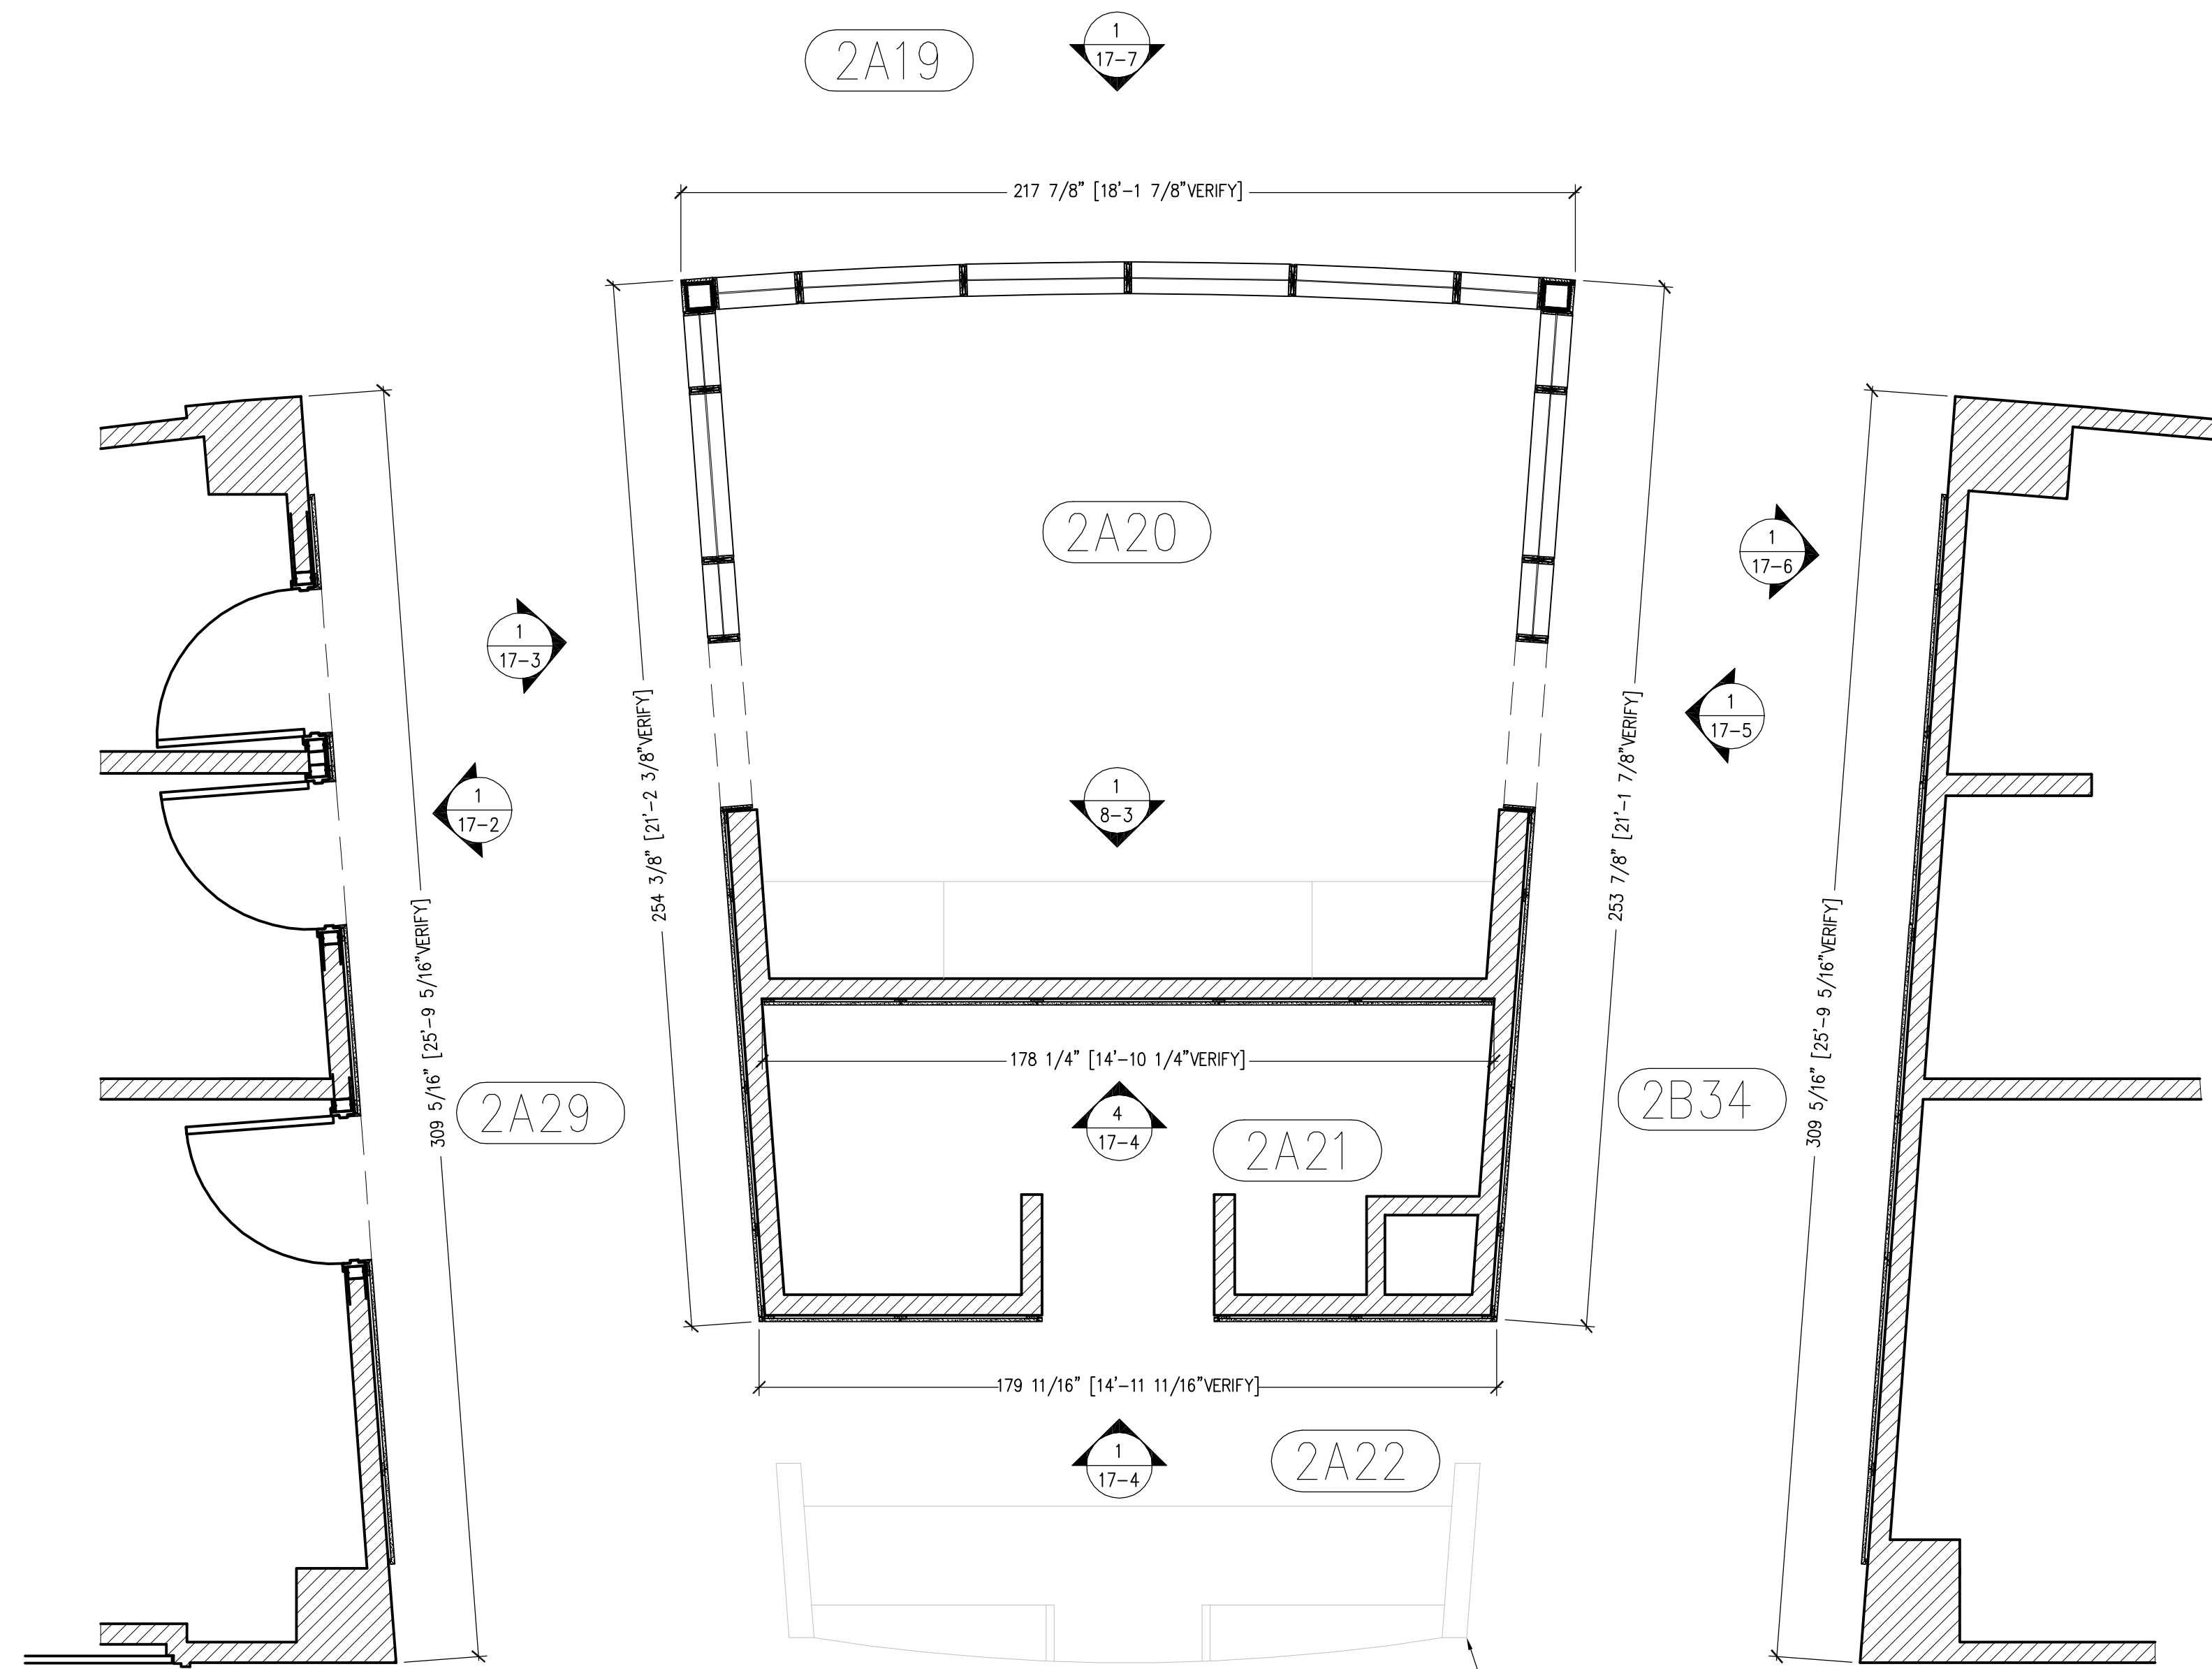 1
17-7
2A19
217 7/8" [18'-1 7/8"VERIFY]
2A20
1
17-6
1
17-3
1
17-5
254 3/8" [21'-2 3/8"VERIFY]
253 7/8" [21'-1 7/8"VERIFY]
1
17-2
1
8-3
309 5/16" [25'-9 5/16"VERIFY]
309 5/16" [25'-9 5/16"VERIFY]
178 1/4" [14'-10 1/4"VERIFY]
2A29
4
17-4
2B34
2A21
179 11/16" [14'-11 11/16"VERIFY]
1
17-4
2A22